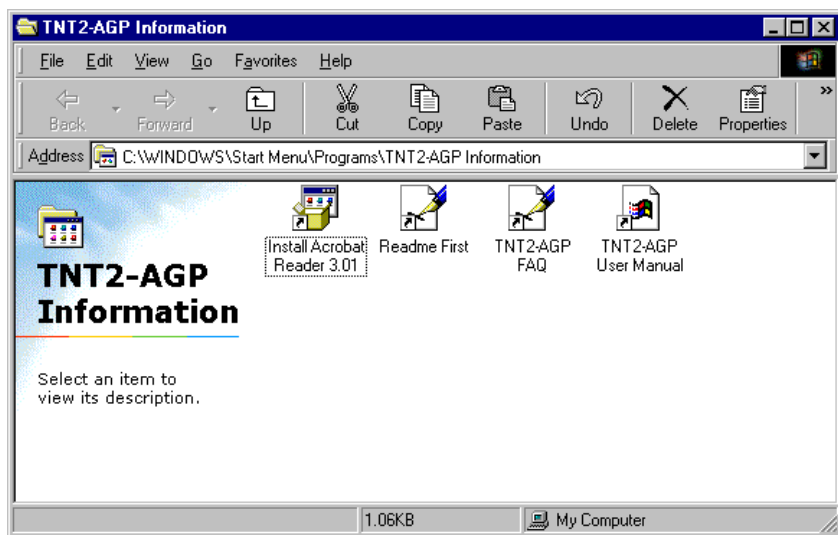 TNT2-AGP Information
File Edit View Go Favorites Help
Back Forward Up Cut Copy Paste Undo Delete Properties »
Address C:\WINDOWS\Start Menu\Programs\TNT2-AGP Information
Install Acrobat Readme First TNT2-AGP TNT2-AGP
Reader 3.01 FAQ User Manual
TNT2-AGP
Information
Select an item to
view its description.
1.06KB My Computer